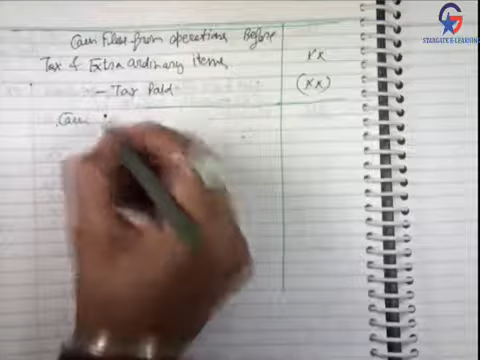 Cash Flow from operations Before
Tax & Extraordinary Items xx
- Tax Paid (xx)
Cash
STARGATE E-LEARNING